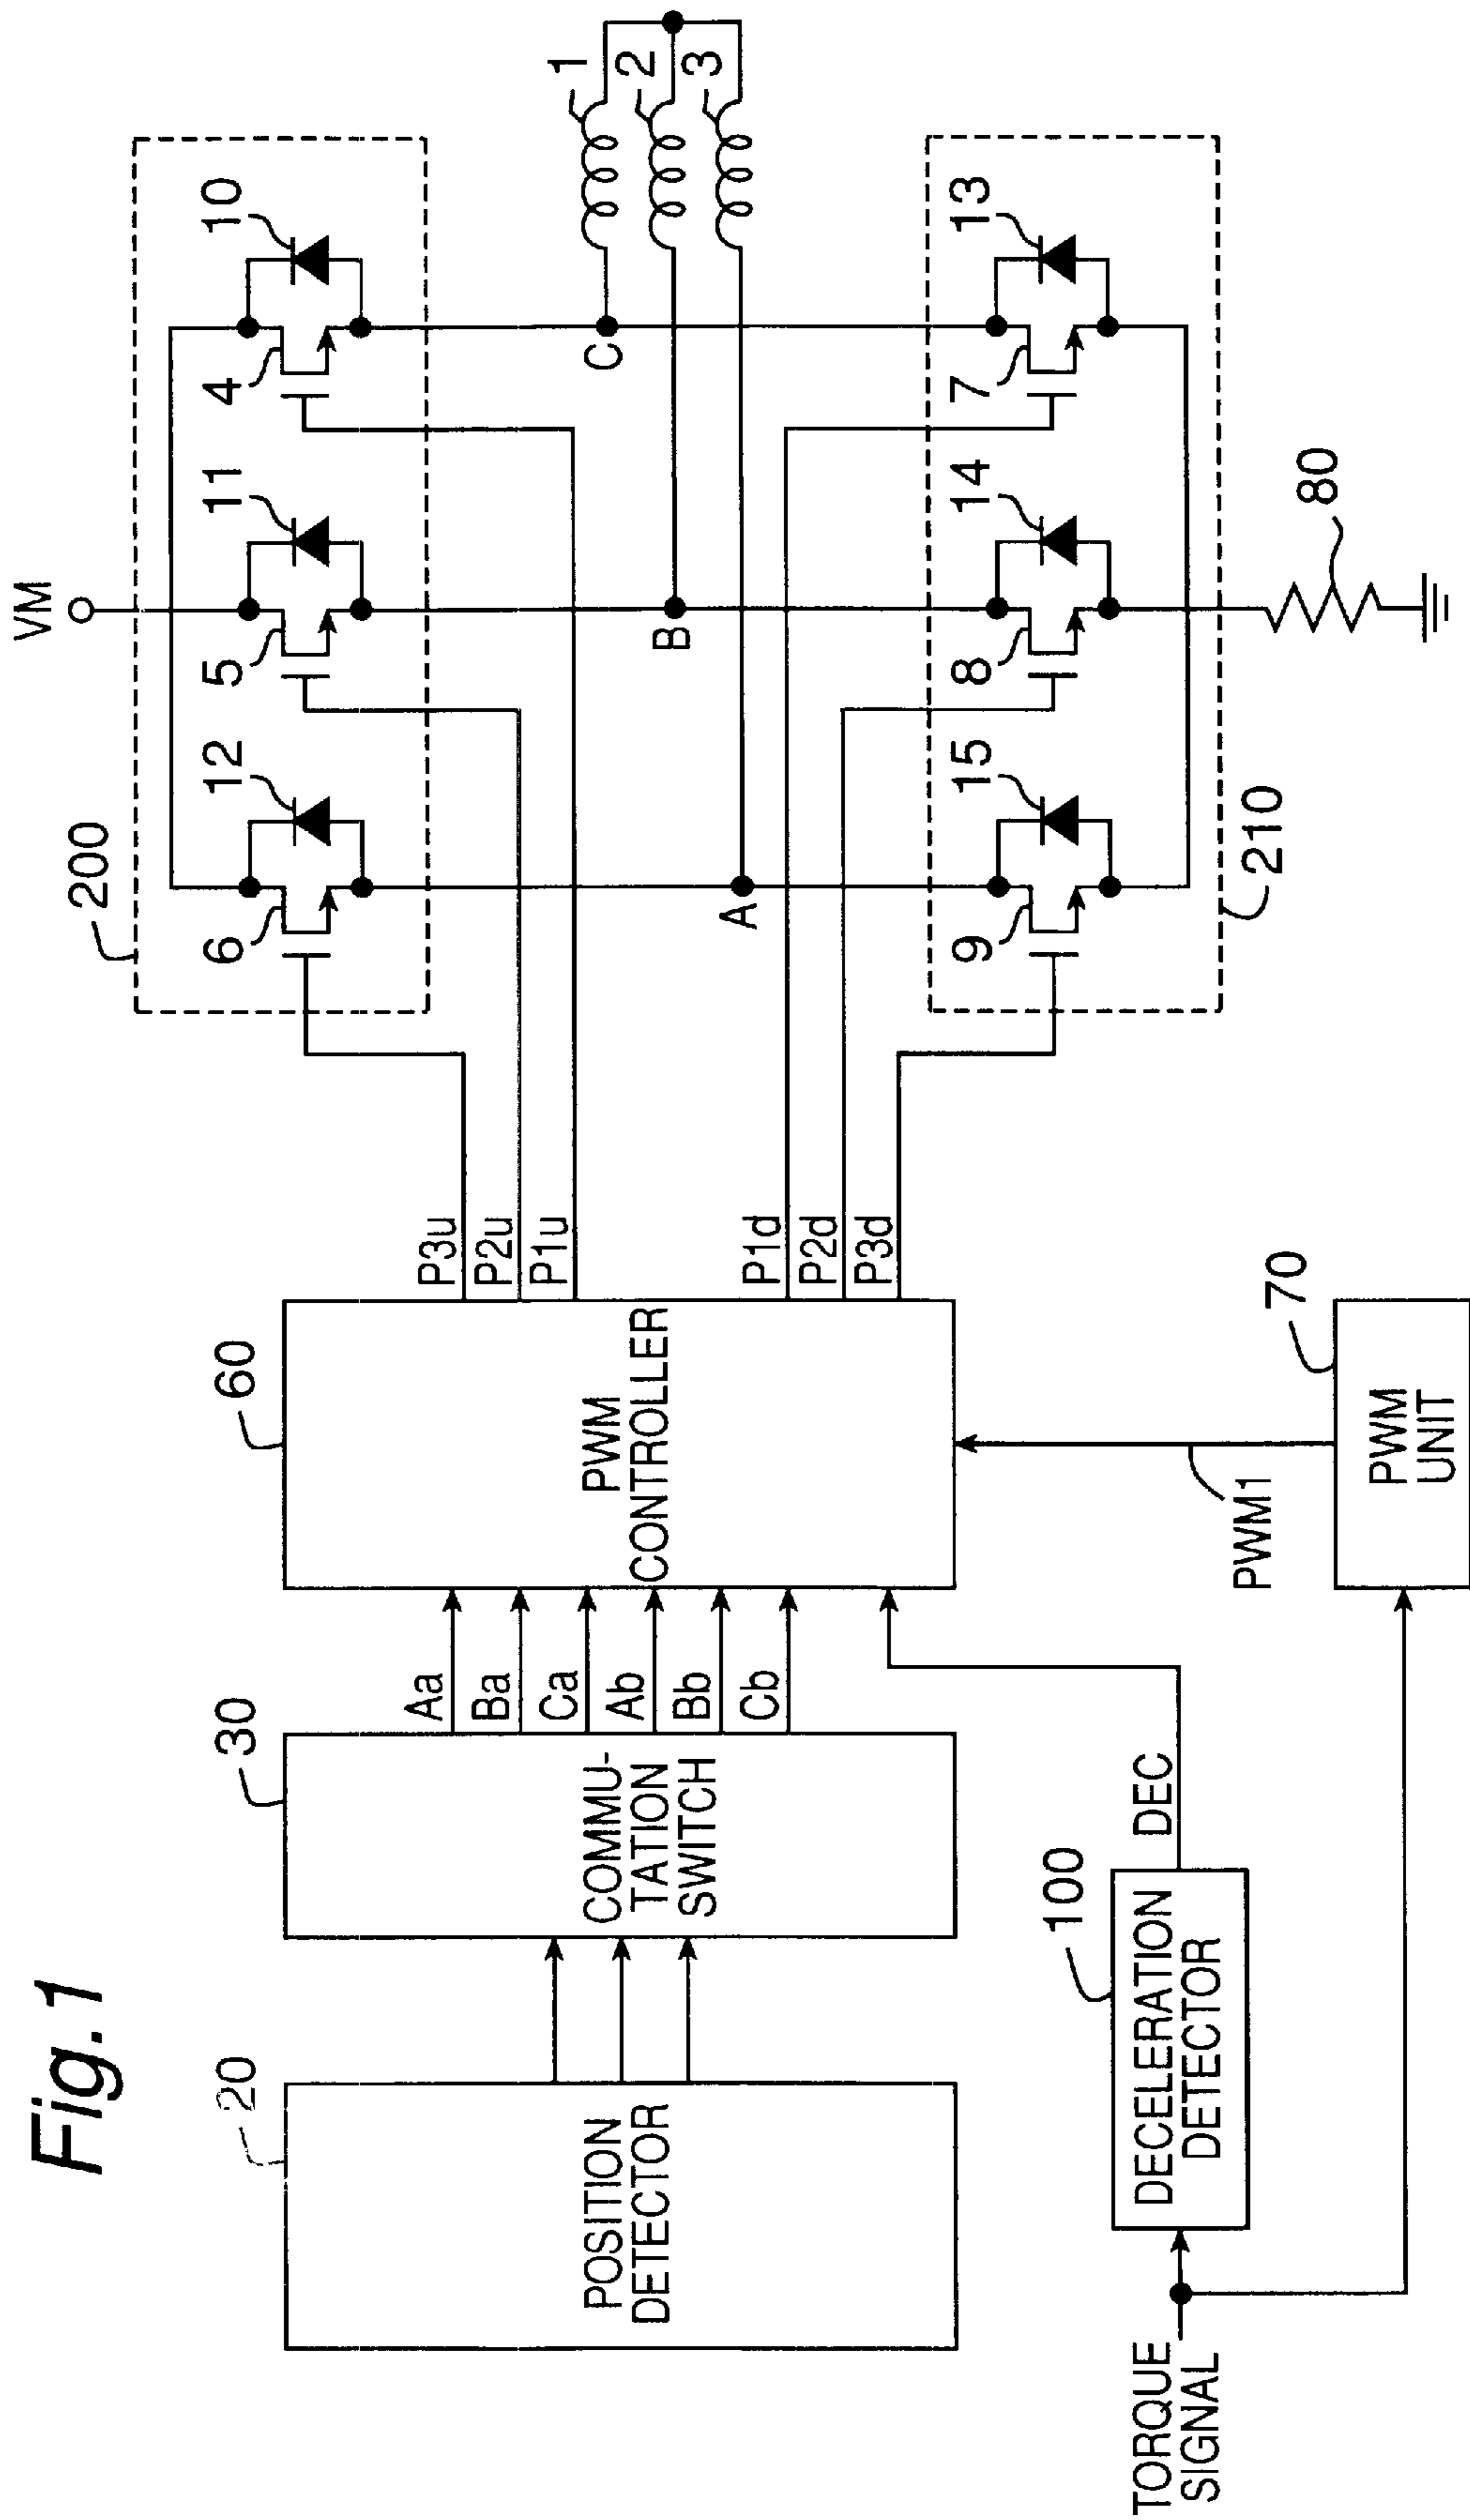 Fig.1
VM
200
6
12
5
11
4
10
1
2
3
C
B
A
9
15
8
14
7
13
210
80
P3u
P2u
P1u
P1d
P2d
P3d
20
POSITION
DETECTOR
30
COMMU-
TATION
SWITCH
Aa
Ba
Ca
Ab
Bb
Cb
60
PWM
CONTROLLER
100
DECELERATION
DETECTOR
DEC
TORQUE
SIGNAL
PWM1
70
PWM
UNIT